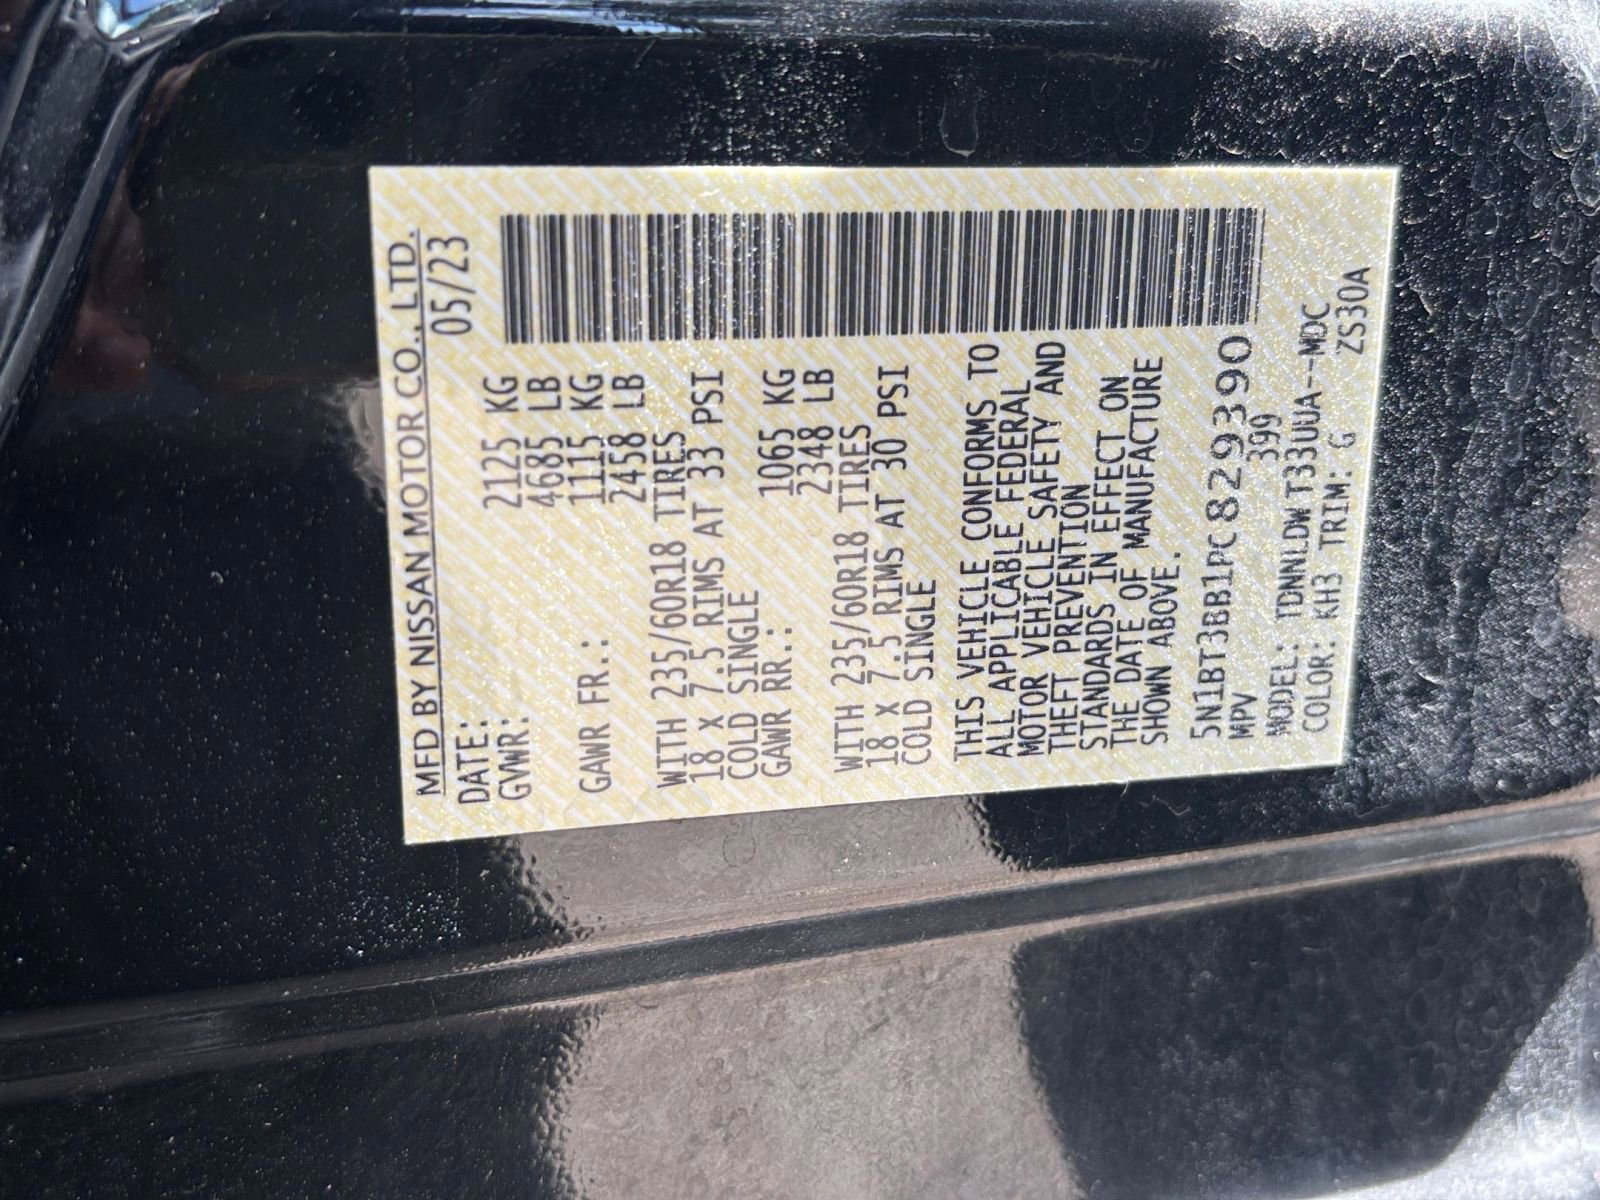 MFD BY NISSAN MOTOR CO., LTD.
DATE: 05/23
GVWR: 2125 KG
4685 LB
GAWR FR.: 1115 KG
2458 LB
WITH 235/60R18 TIRES
18 x 7.5 RIMS AT 33 PSI
COLD SINGLE
GAWR RR.: 1065 KG
2348 LB
WITH 235/60R18 TIRES
18 x 7.5 RIMS AT 30 PSI
COLD SINGLE
THIS VEHICLE CONFORMS TO
ALL APPLICABLE FEDERAL
MOTOR VEHICLE SAFETY AND
THEFT PREVENTION
STANDARDS IN EFFECT ON
THE DATE OF MANUFACTURE
SHOWN ABOVE.
5N1BT3BB1PC829390
MPV 399
MODEL: TDNNLDW T33UUA--MDC
COLOR: KH3 TRIM: G ZS30A